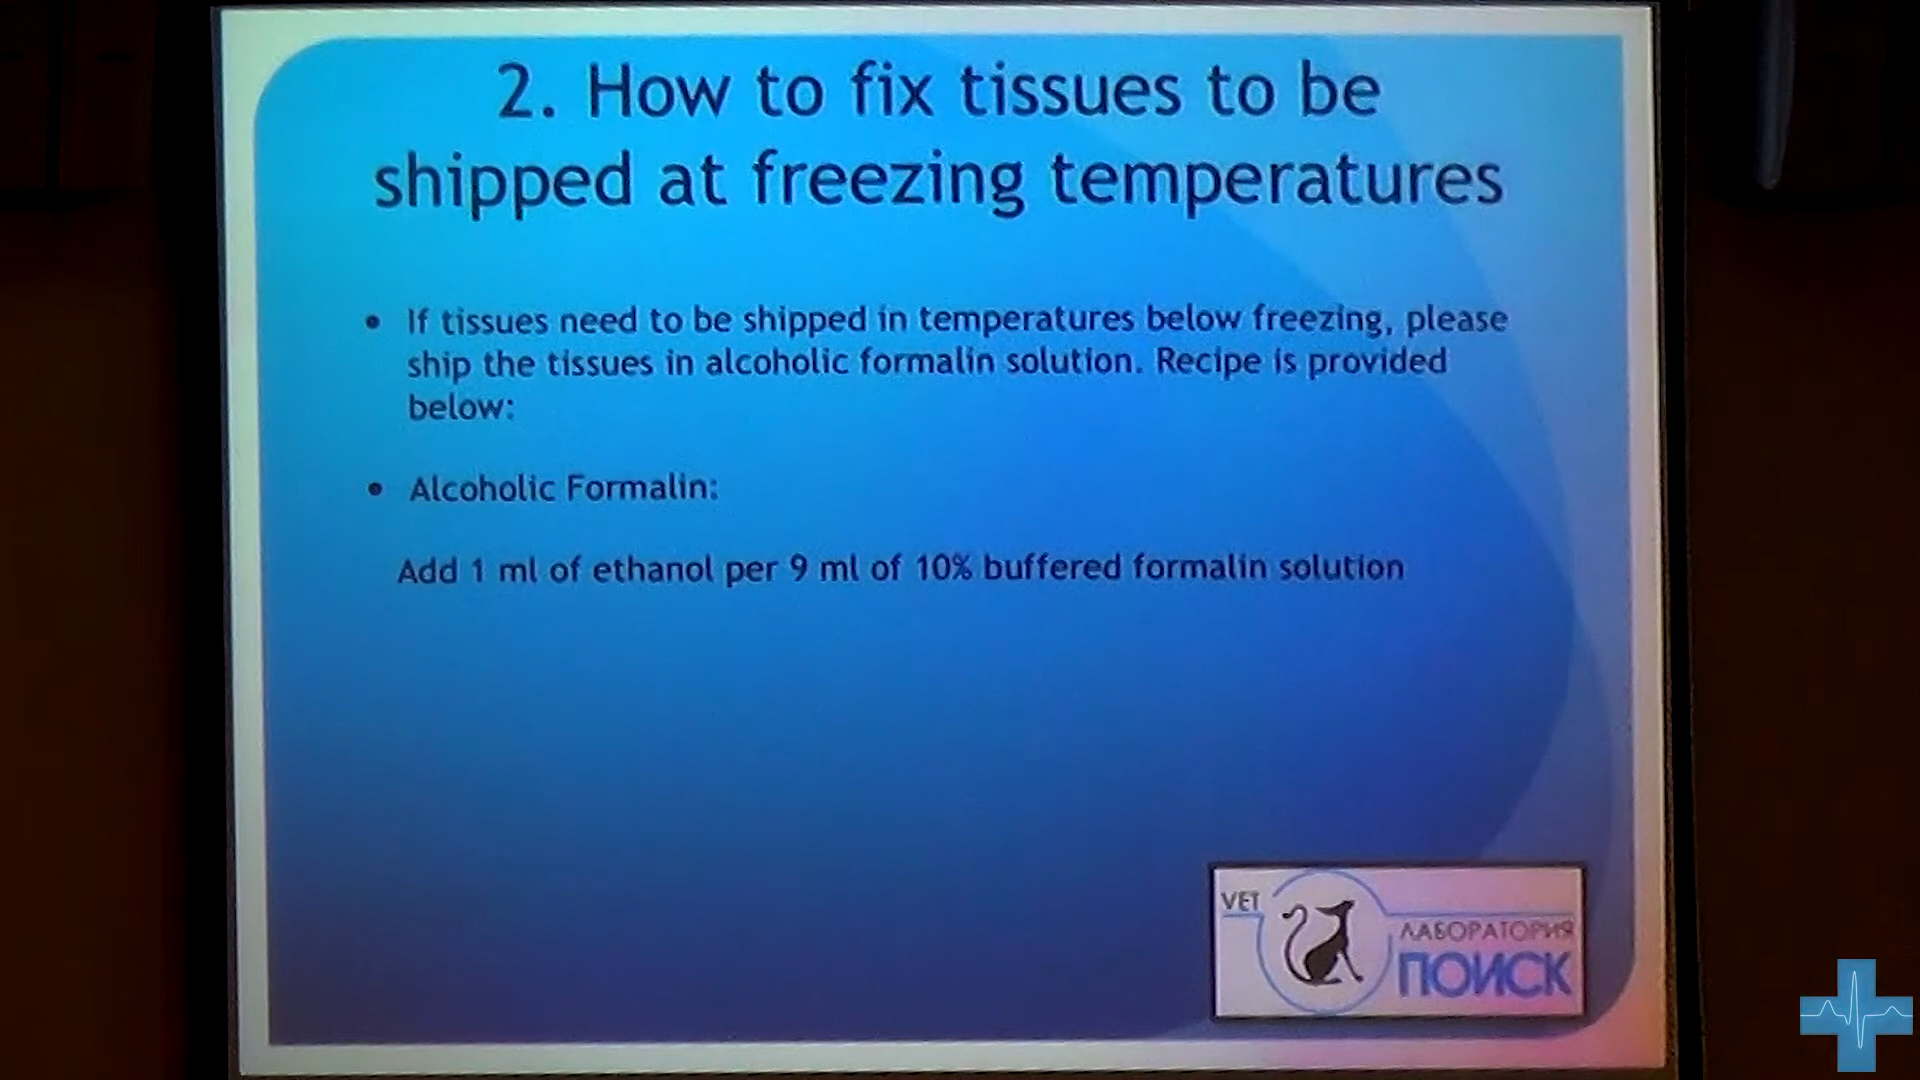 2. How to fix tissues to be
shipped at freezing temperatures
• If tissues need to be shipped in temperatures below freezing, please
ship the tissues in alcoholic formalin solution. Recipe is provided
below:
• Alcoholic Formalin:
Add 1 ml of ethanol per 9 ml of 10% buffered formalin solution
VET
ЛАБОРАТОРИЯ
ПОИСК